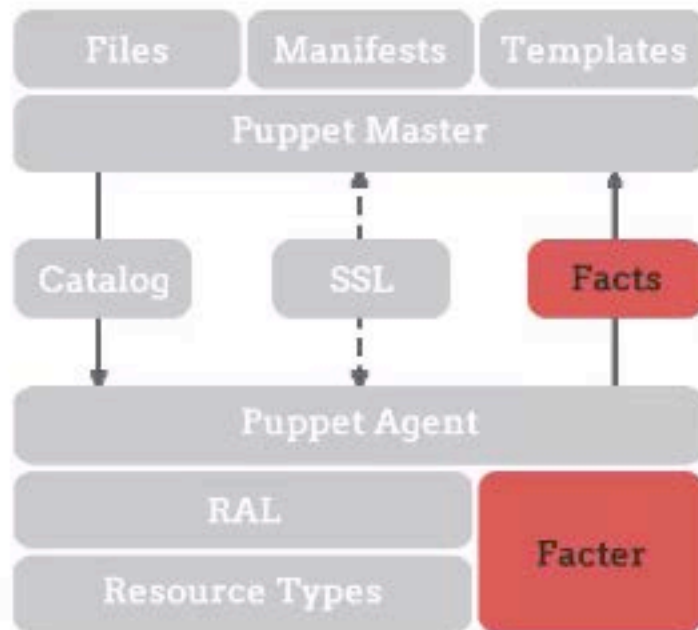 Files Manifests Templates
Puppet Master
Catalog SSL Facts
Puppet Agent
RAL
Facter
Resource Types